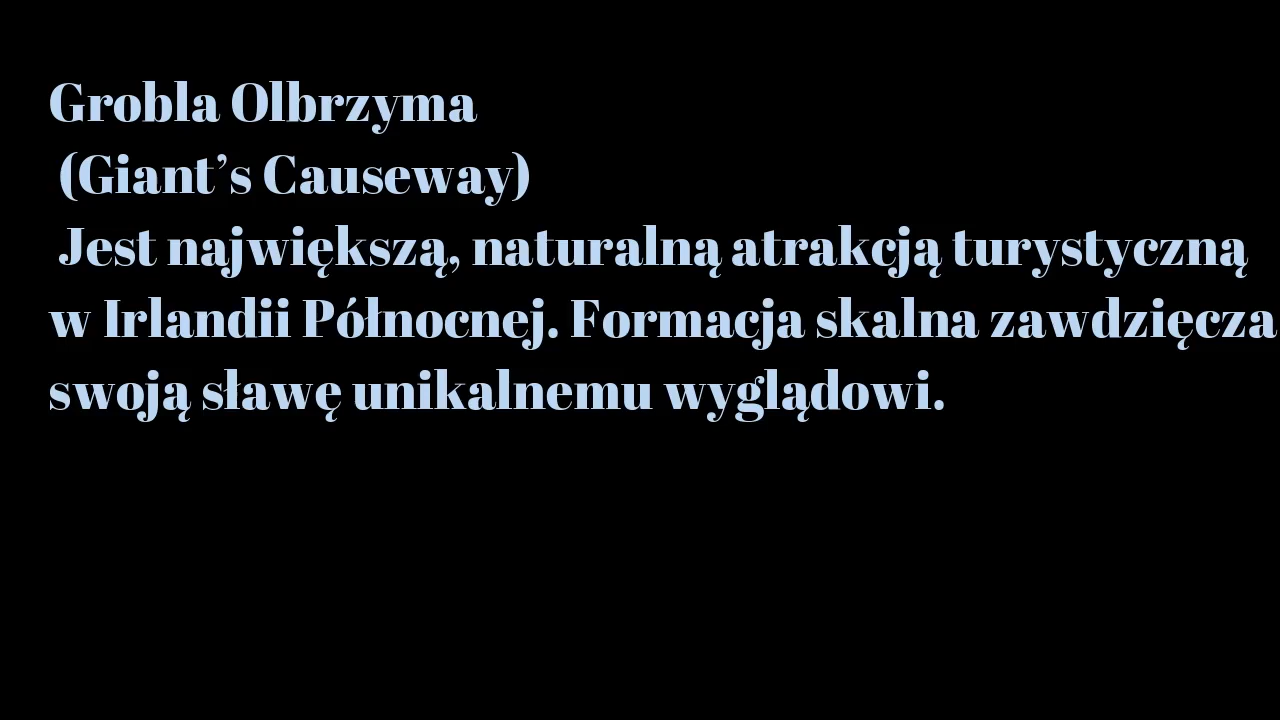 Grobla Olbrzyma
(Giant’s Causeway)
Jest największą, naturalną atrakcją turystyczną
w Irlandii Północnej. Formacja skalna zawdzięcza
swoją sławę unikalnemu wyglądowi.